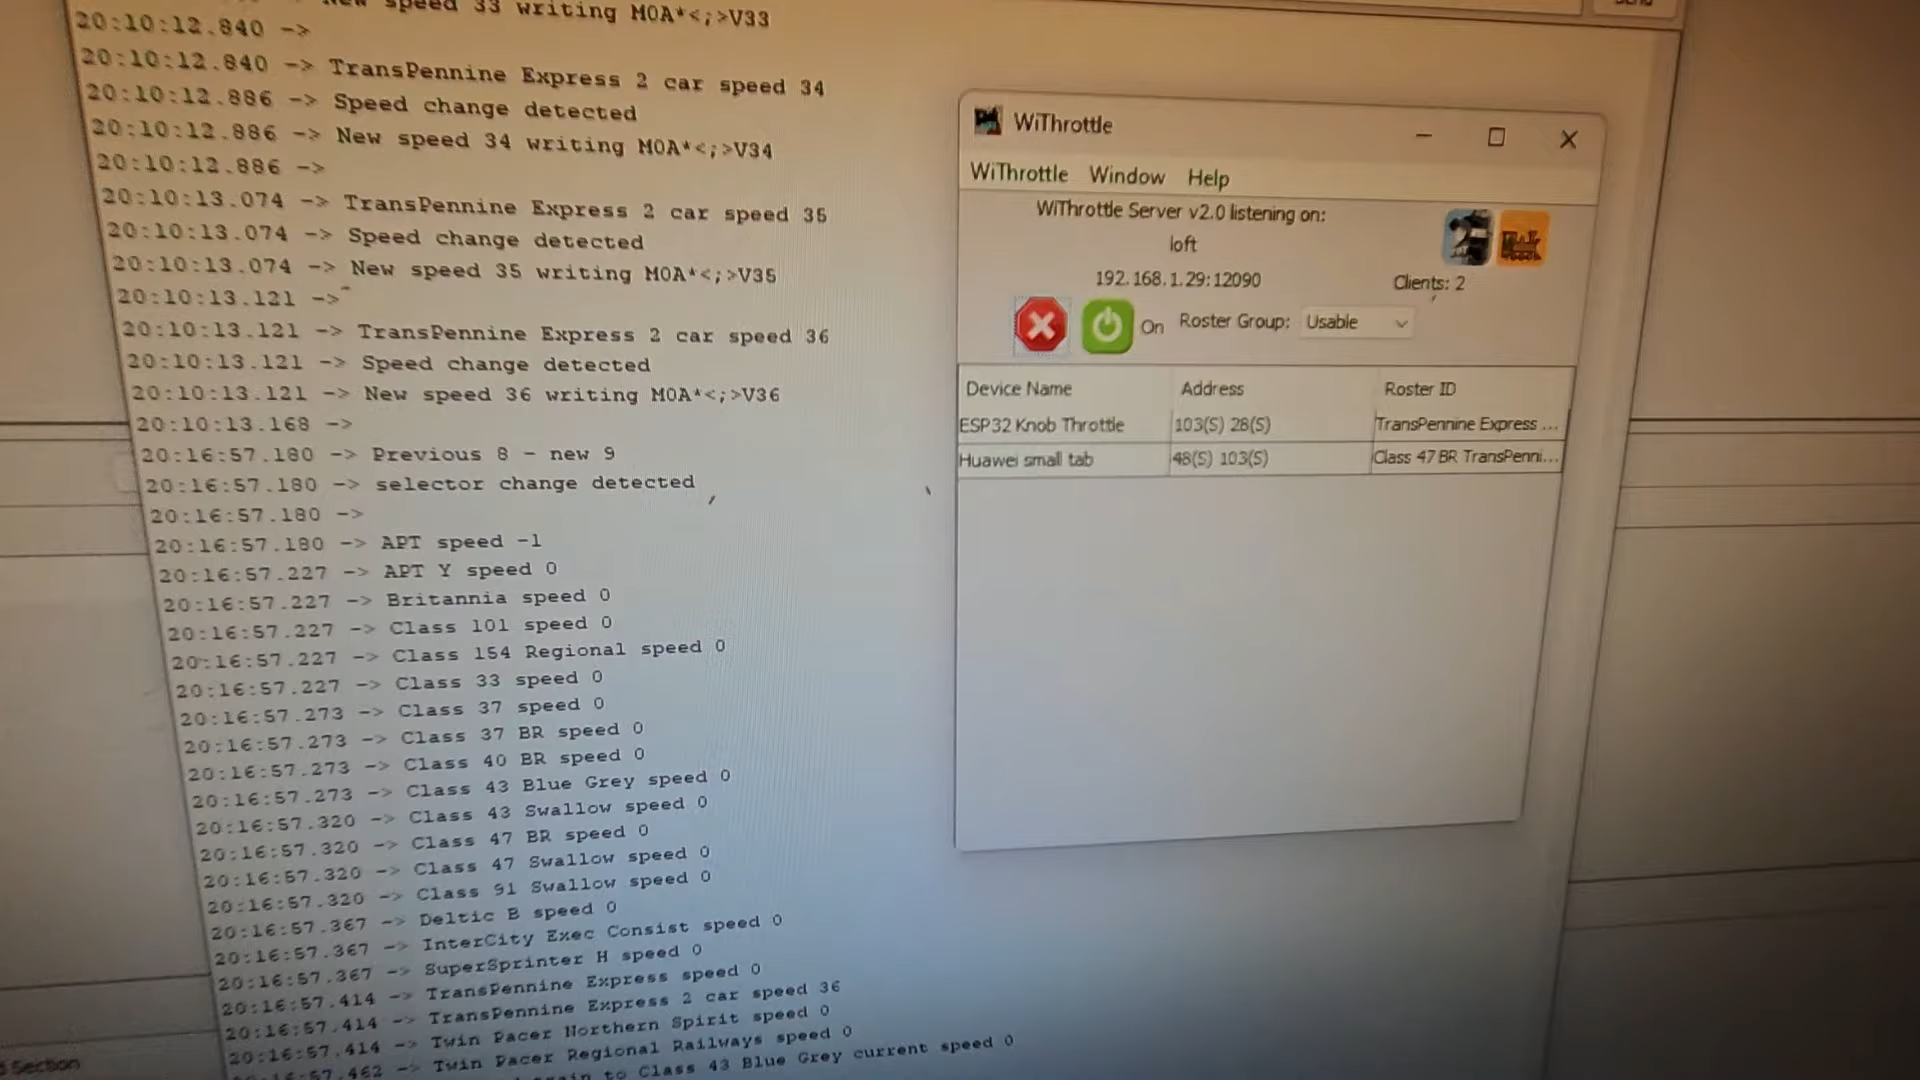 New speed 33 writing M0A*<;>V33
20:10:12.840 ->
20:10:12.840 -> TransPennine Express 2 car speed 34
20:10:12.886 -> Speed change detected
20:10:12.886 -> New speed 34 writing M0A*<;>V34
20:10:12.886 ->
20:10:13.074 -> TransPennine Express 2 car speed 35
20:10:13.074 -> Speed change detected
20:10:13.074 -> New speed 35 writing M0A*<;>V35
20:10:13.121 ->
20:10:13.121 -> TransPennine Express 2 car speed 36
20:10:13.121 -> Speed change detected
20:10:13.121 -> New speed 36 writing M0A*<;>V36
20:10:13.168 ->
20:16:57.180 -> Previous 8 - new 9
20:16:57.180 -> selector change detected
20:16:57.180 ->
20:16:57.180 -> APT speed -1
20:16:57.227 -> APT Y speed 0
20:16:57.227 -> Britannia speed 0
20:16:57.227 -> Class 101 speed 0
20:16:57.227 -> Class 154 Regional speed 0
20:16:57.227 -> Class 33 speed 0
20:16:57.273 -> Class 37 speed 0
20:16:57.273 -> Class 37 BR speed 0
20:16:57.273 -> Class 40 BR speed 0
20:16:57.273 -> Class 43 Blue Grey speed 0
20:16:57.320 -> Class 43 Swallow speed 0
20:16:57.320 -> Class 47 BR speed 0
20:16:57.320 -> Class 47 Swallow speed 0
20:16:57.320 -> Class 91 Swallow speed 0
20:16:57.367 -> Deltic B speed 0
20:16:57.367 -> InterCity Exec Consist speed 0
20:16:57.367 -> SuperSprinter H speed 0
20:16:57.414 -> TransPennine Express speed 0
20:16:57.414 -> TransPennine Express 2 car speed 36
20:16:57.414 -> Twin Pacer Northern Spirit speed 0
20:16:57.462 -> Twin Pacer Regional Railways speed 0
to Class 43 Blue Grey current speed 0
Section
Send
WiThrottle
WiThrottle Window Help
WiThrottle Server v2.0 listening on:
loft
192.168.1.29:12090
Clients: 2
On Roster Group: Usable
Device Name Address Roster ID
ESP32 Knob Throttle 103(S) 28(S) TransPennine Express ...
Huawei small tab 48(S) 103(S) Class 47 BR TransPenni...